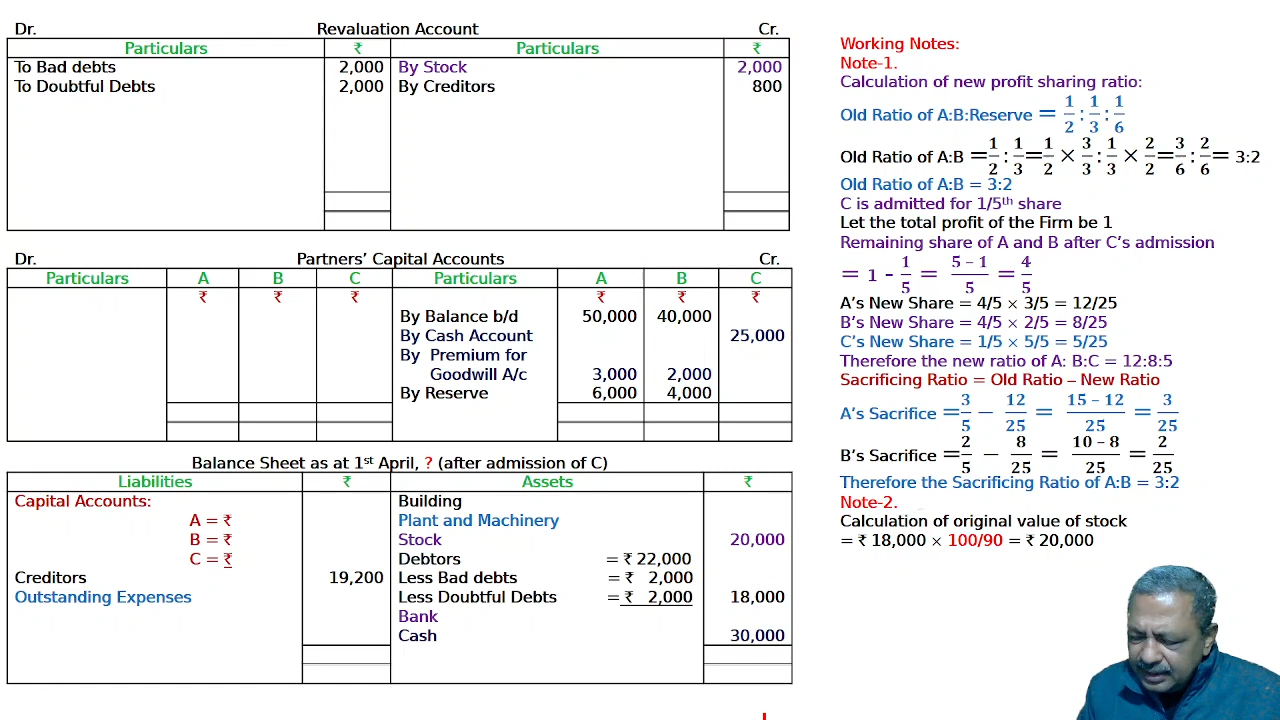 Dr. Revaluation Account Cr.
Particulars ₹ Particulars ₹
To Bad debts 2,000 By Stock 2,000
To Doubtful Debts 2,000 By Creditors 800
Dr. Partners’ Capital Accounts Cr.
Particulars A B C Particulars A B C
₹ ₹ ₹ ₹ ₹ ₹
By Balance b/d 50,000 40,000
By Cash Account 25,000
By Premium for
Goodwill A/c 3,000 2,000
By Reserve 6,000 4,000
Balance Sheet as at 1st April, ? (after admission of C)
Liabilities ₹ Assets ₹
Capital Accounts: Building
A = ₹ Plant and Machinery
B = ₹ Stock 20,000
C = ₹ Debtors = ₹ 22,000
Creditors 19,200 Less Bad debts = ₹ 2,000
Outstanding Expenses Less Doubtful Debts = ₹ 2,000 18,000
Bank
Cash 30,000
Working Notes:
Note-1.
Calculation of new profit sharing ratio:
Old Ratio of A:B:Reserve = 1/2 : 1/3 : 1/6
Old Ratio of A:B = 1/2 : 1/3 = 1/2 × 3/3 : 1/3 × 2/2 = 3/6 : 2/6 = 3:2
Old Ratio of A:B = 3:2
C is admitted for 1/5th share
Let the total profit of the Firm be 1
Remaining share of A and B after C’s admission
= 1 - 1/5 = 5 − 1/5 = 4/5
A’s New Share = 4/5 × 3/5 = 12/25
B’s New Share = 4/5 × 2/5 = 8/25
C’s New Share = 1/5 × 5/5 = 5/25
Therefore the new ratio of A: B:C = 12:8:5
Sacrificing Ratio = Old Ratio – New Ratio
A’s Sacrifice = 3/5 − 12/25 = 15 − 12/25 = 3/25
B’s Sacrifice = 2/5 − 8/25 = 10 − 8/25 = 2/25
Therefore the Sacrificing Ratio of A:B = 3:2
Note-2.
Calculation of original value of stock
= ₹ 18,000 × 100/90 = ₹ 20,000